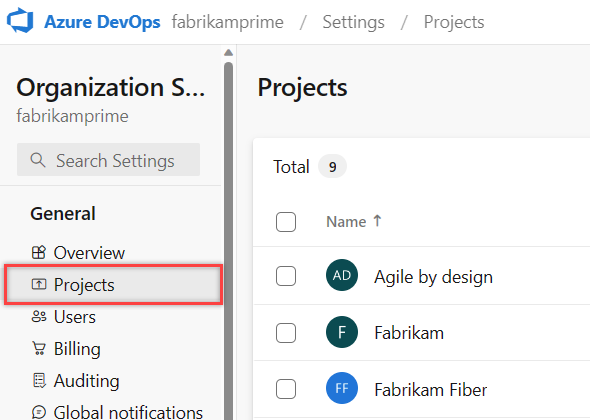 Azure DevOps fabrikamprime / Settings / Projects
Organization S...
fabrikamprime
Search Settings
General
Overview
Projects
Users
Billing
Auditing
Global notifications
Projects
Total 9
Name ↑
AD Agile by design
F Fabrikam
FF Fabrikam Fiber